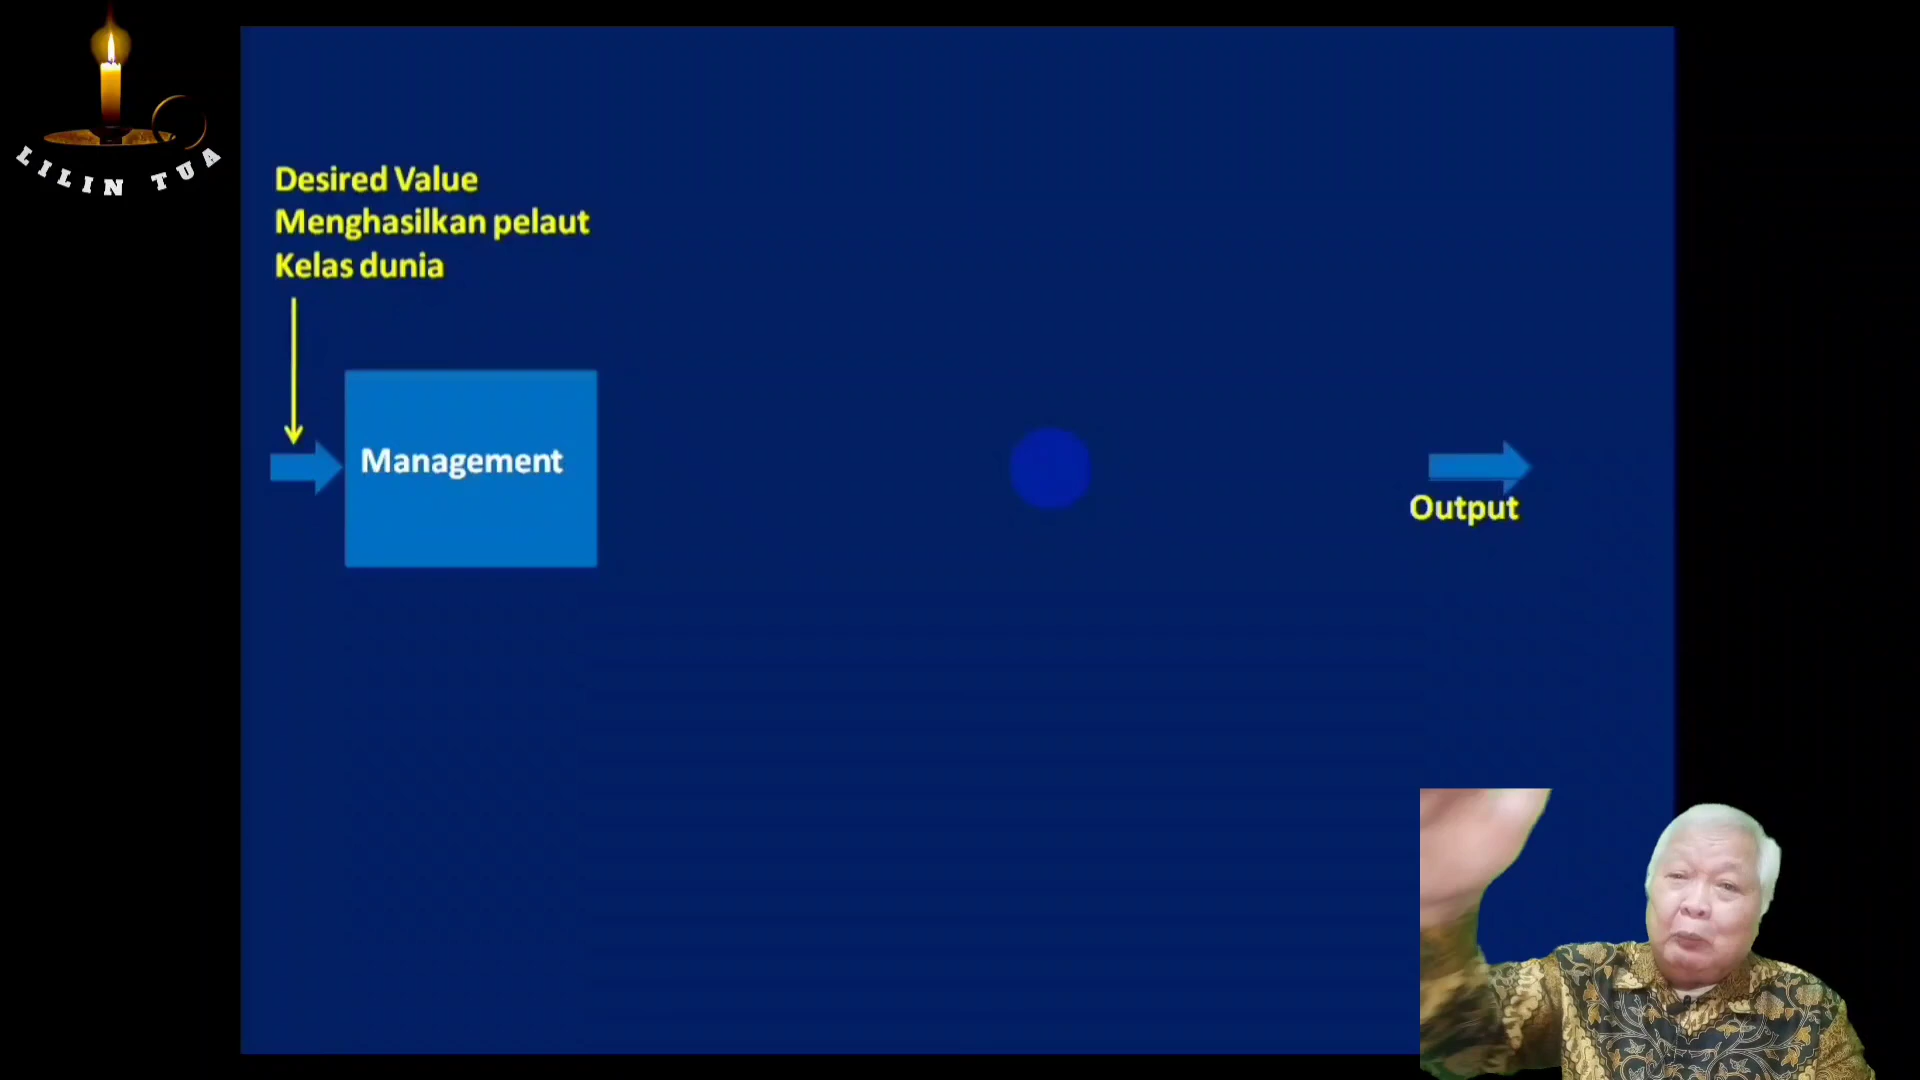 LILIN TUA
Desired Value
Menghasilkan pelaut
Kelas dunia
Management
Output